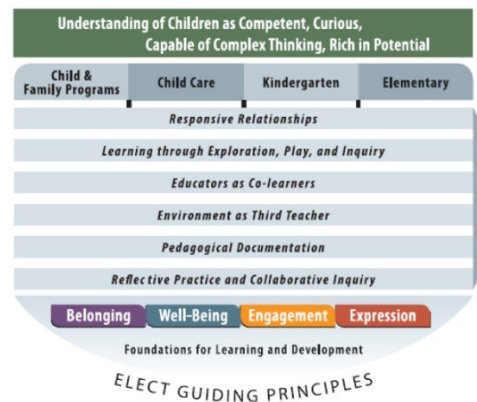 Understanding of Children as Competent, Curious,
Capable of Complex Thinking, Rich in Potential
Child &
Family Programs
Child Care
Kindergarten
Elementary
Responsive Relationships
Learning through Exploration, Play, and Inquiry
Educators as Co-learners
Environment as Third Teacher
Pedagogical Documentation
Reflective Practice and Collaborative Inquiry
Belonging
Well-Being
Engagement
Expression
Foundations for Learning and Development
ELECT GUIDING PRINCIPLES